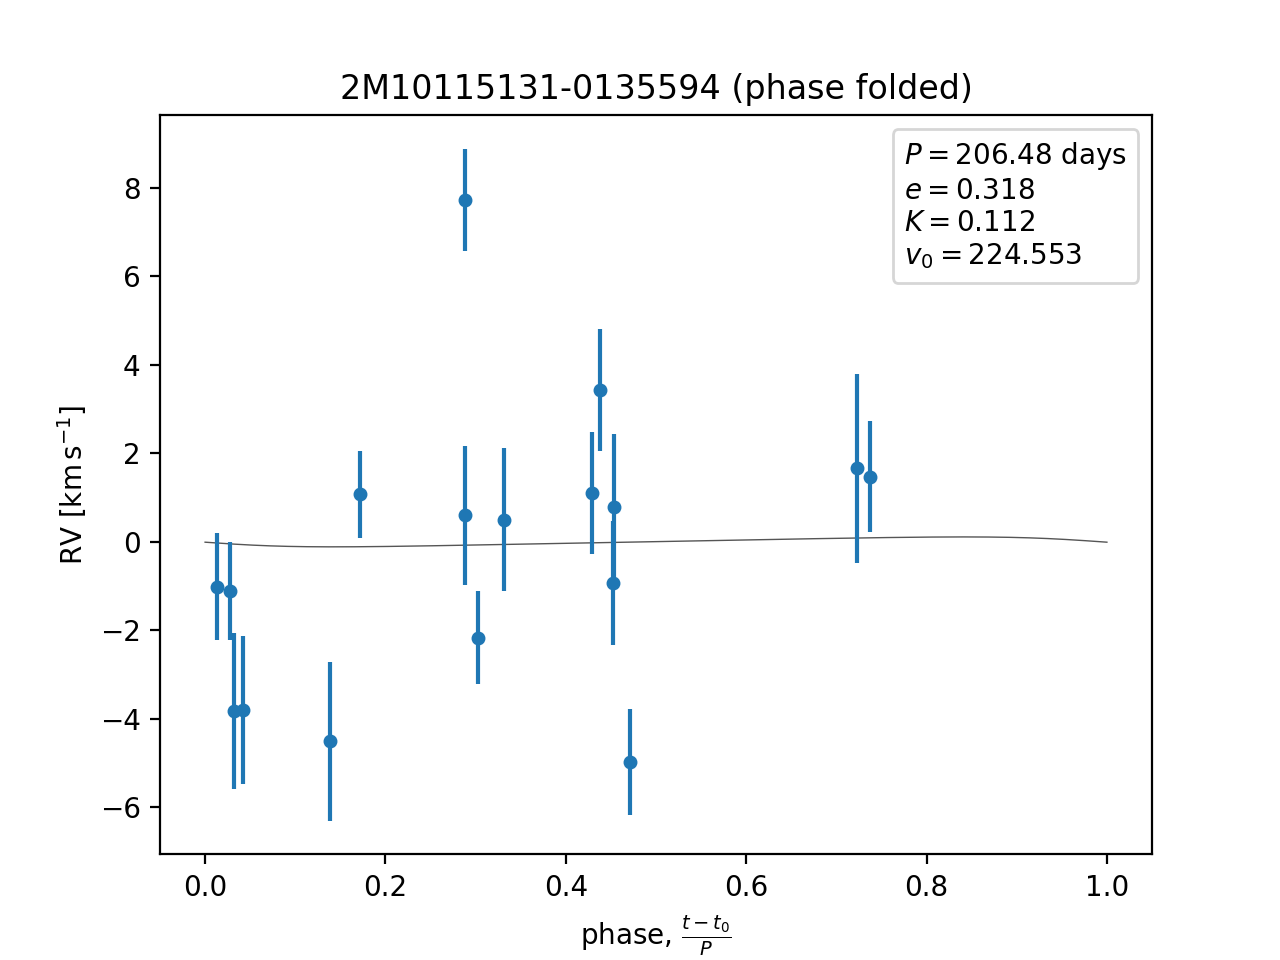 2M10115131-0135594 (phase folded)
P = 206.48 days
e = 0.318
K = 0.112
v₀ = 224.553
8
6
4
2
0
−2
−4
−6
RV [km s⁻¹]
0.0 0.2 0.4 0.6 0.8 1.0
phase, (t − t₀)/P